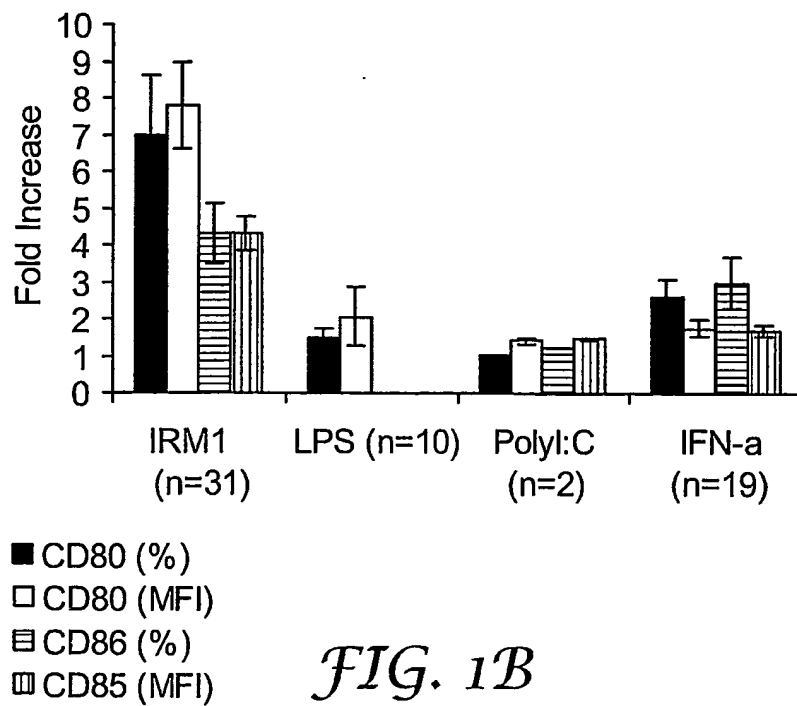 10
9
8
7
6
5
4
3
2
1
0
Fold Increase
IRM1
(n=31)
LPS (n=10)
PolyI:C
(n=2)
IFN-a
(n=19)
CD80 (%)
CD80 (MFI)
CD86 (%)
CD85 (MFI)
FIG. 1B